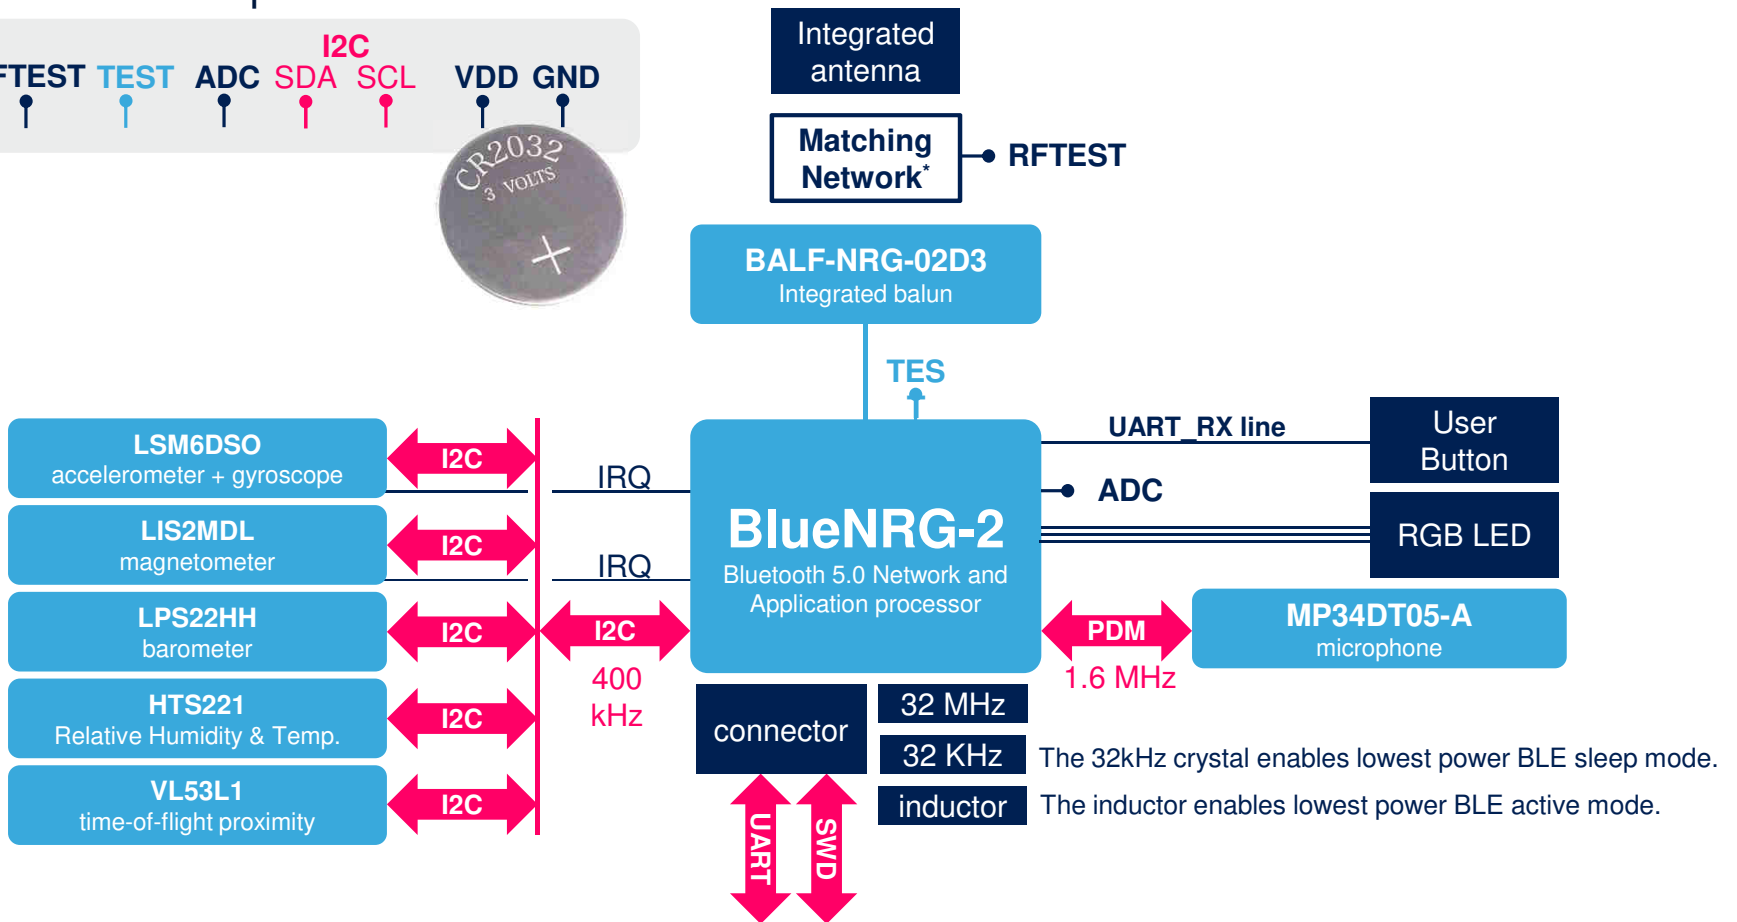 I2C
FTEST TEST ADC SDA SCL VDD GND
CR2032
3 VOLTS
Integrated
antenna
Matching
Network*
RFTEST
BALF-NRG-02D3
Integrated balun
TES
LSM6DSO
accelerometer + gyroscope
I2C
IRQ
LIS2MDL
magnetometer
I2C
IRQ
LPS22HH
barometer
I2C
I2C
400
kHz
HTS221
Relative Humidity & Temp.
I2C
VL53L1
time-of-flight proximity
I2C
BlueNRG-2
Bluetooth 5.0 Network and
Application processor
UART_RX line
User
Button
ADC
RGB LED
PDM
1.6 MHz
MP34DT05-A
microphone
connector
32 MHz
32 KHz
The 32kHz crystal enables lowest power BLE sleep mode.
inductor
The inductor enables lowest power BLE active mode.
UART
SWD